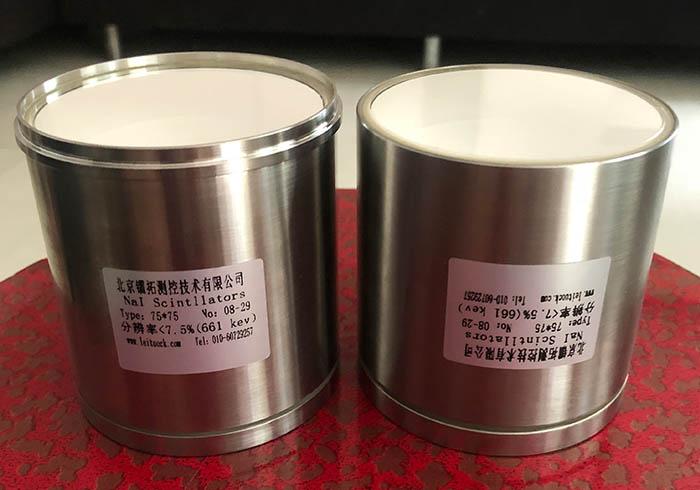 北京镭拓测控技术有限公司
NaI Scintllators
Type: 75*75 No: 08-29
分辨率<7.5%(661 kev)
www.leituock.com Tel: 010-60729257
北京镭拓测控技术有限公司
NaI Scintllators
Type: 75*75 No: 08-29
分辨率<7.5%(661 kev)
www.leituock.com Tel: 010-60729257